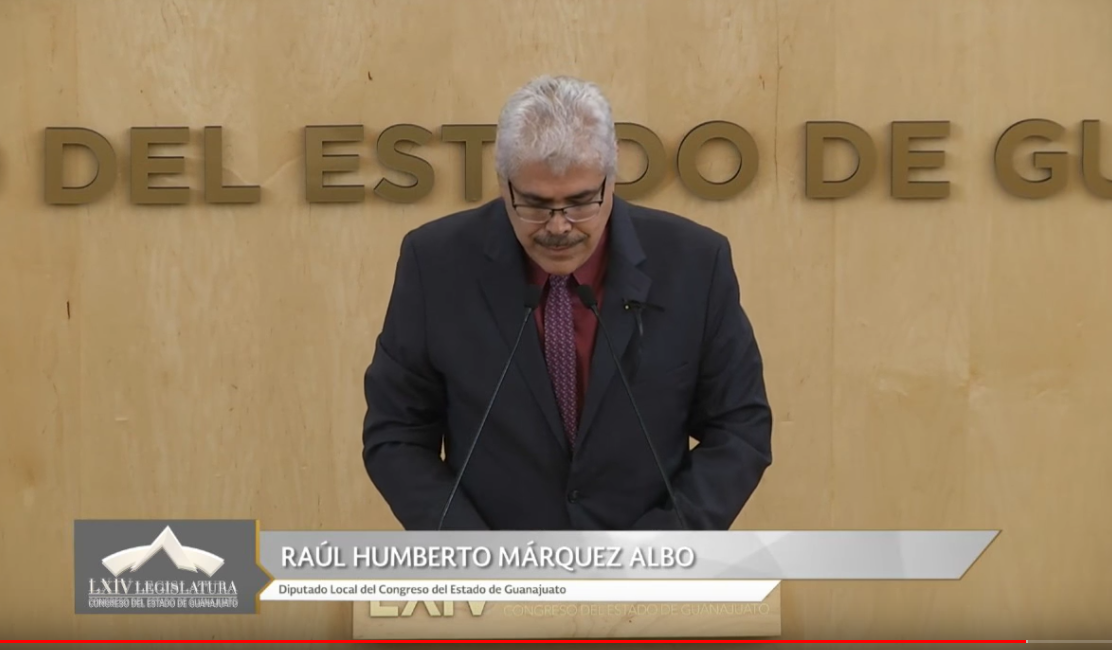 DEL ESTADO DE GU
RAÚL HUMBERTO MÁRQUEZ ALBO
Diputado Local del Congreso del Estado de Guanajuato
LXIV LEGISLATURA
CONGRESO DEL ESTADO DE GUANAJUATO
LXIV CONGRESO DEL ESTADO DE GUANAJUATO